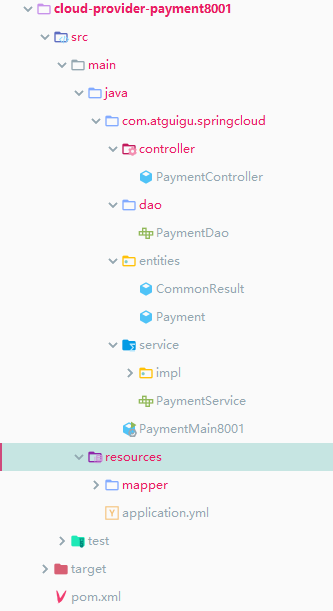 cloud-provider-payment8001
src
main
java
com.atguigu.springcloud
controller
PaymentController
dao
PaymentDao
entities
CommonResult
Payment
service
impl
PaymentService
PaymentMain8001
resources
mapper
application.yml
test
target
pom.xml